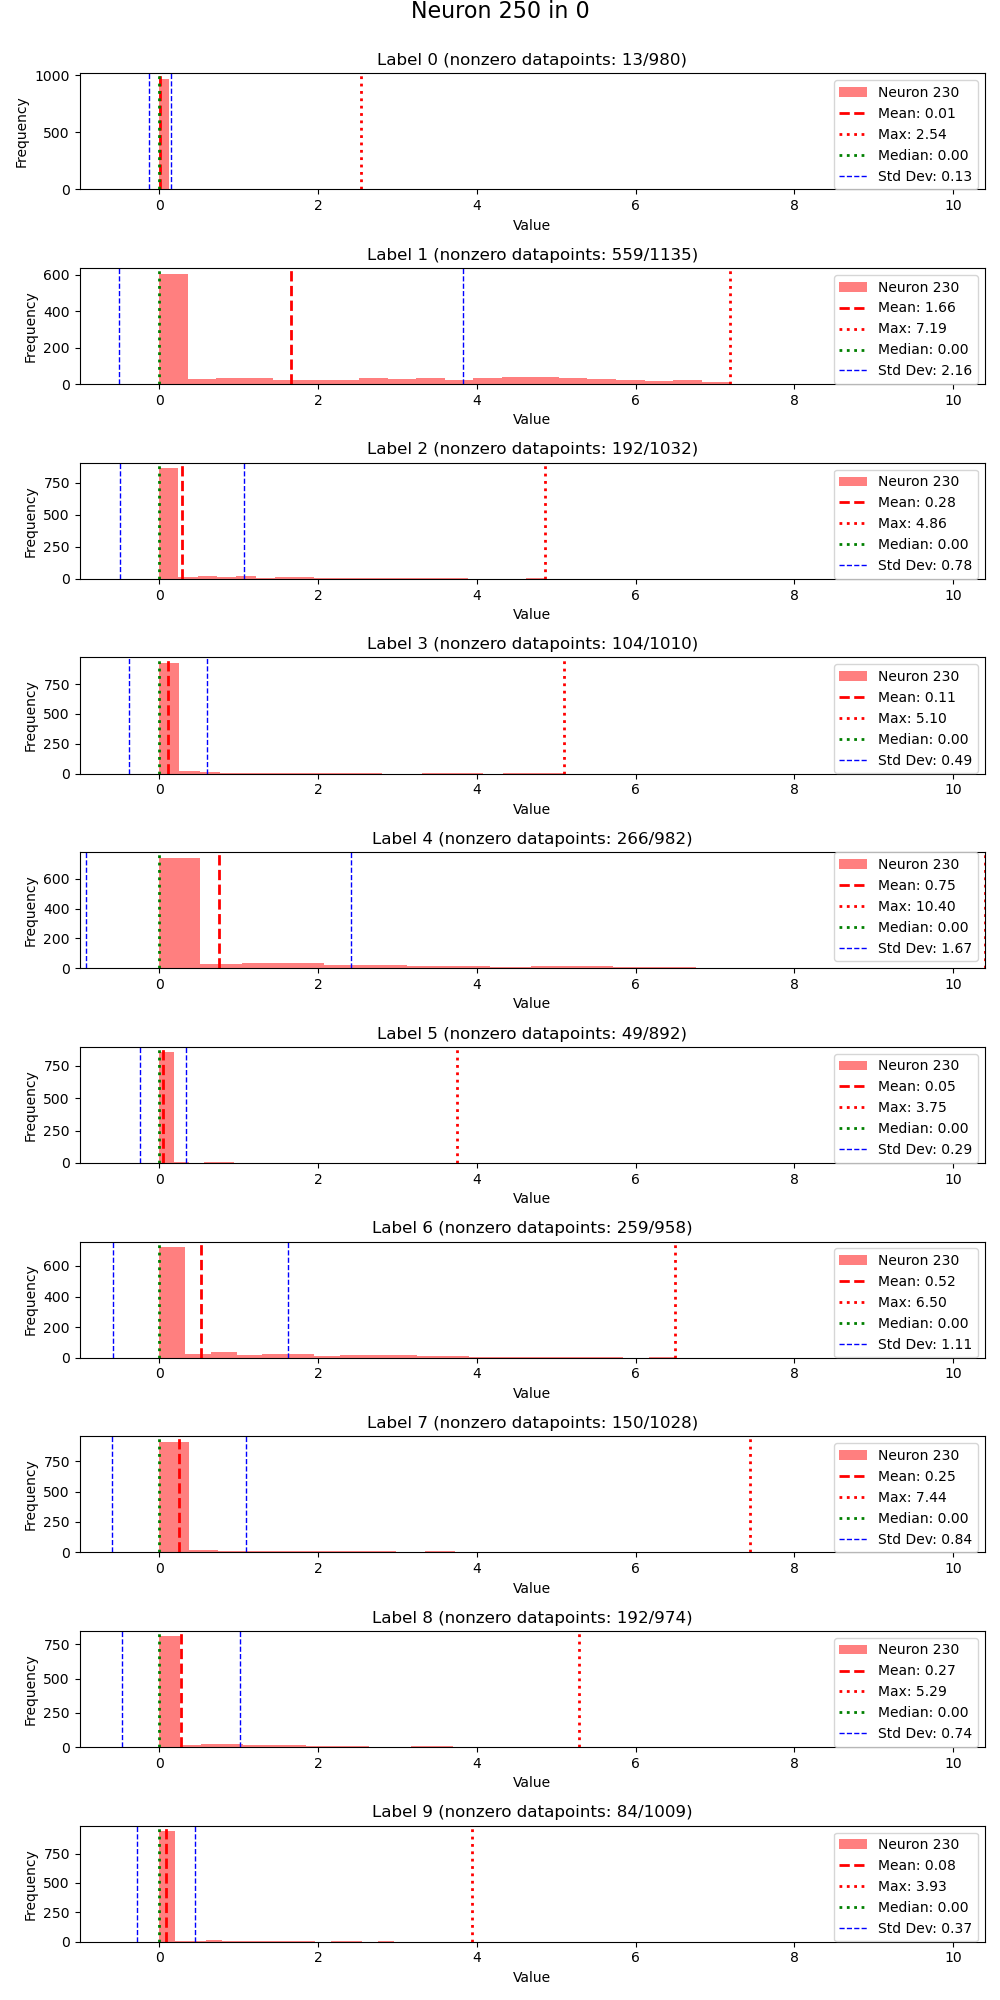 Neuron 250 in 0
Label 0 (nonzero datapoints: 13/980)
Frequency
1000
500
0
Neuron 230
Mean: 0.01
Max: 2.54
Median: 0.00
Std Dev: 0.13
0 2 4 6 8 10
Value
Label 1 (nonzero datapoints: 559/1135)
Frequency
600
400
200
0
Neuron 230
Mean: 1.66
Max: 7.19
Median: 0.00
Std Dev: 2.16
0 2 4 6 8 10
Value
Label 2 (nonzero datapoints: 192/1032)
Frequency
750
500
250
0
Neuron 230
Mean: 0.28
Max: 4.86
Median: 0.00
Std Dev: 0.78
0 2 4 6 8 10
Value
Label 3 (nonzero datapoints: 104/1010)
Frequency
750
500
250
0
Neuron 230
Mean: 0.11
Max: 5.10
Median: 0.00
Std Dev: 0.49
0 2 4 6 8 10
Value
Label 4 (nonzero datapoints: 266/982)
Frequency
600
400
200
0
Neuron 230
Mean: 0.75
Max: 10.40
Median: 0.00
Std Dev: 1.67
0 2 4 6 8 10
Value
Label 5 (nonzero datapoints: 49/892)
Frequency
750
500
250
0
Neuron 230
Mean: 0.05
Max: 3.75
Median: 0.00
Std Dev: 0.29
0 2 4 6 8 10
Value
Label 6 (nonzero datapoints: 259/958)
Frequency
600
400
200
0
Neuron 230
Mean: 0.52
Max: 6.50
Median: 0.00
Std Dev: 1.11
0 2 4 6 8 10
Value
Label 7 (nonzero datapoints: 150/1028)
Frequency
750
500
250
0
Neuron 230
Mean: 0.25
Max: 7.44
Median: 0.00
Std Dev: 0.84
0 2 4 6 8 10
Value
Label 8 (nonzero datapoints: 192/974)
Frequency
750
500
250
0
Neuron 230
Mean: 0.27
Max: 5.29
Median: 0.00
Std Dev: 0.74
0 2 4 6 8 10
Value
Label 9 (nonzero datapoints: 84/1009)
Frequency
750
500
250
0
Neuron 230
Mean: 0.08
Max: 3.93
Median: 0.00
Std Dev: 0.37
0 2 4 6 8 10
Value